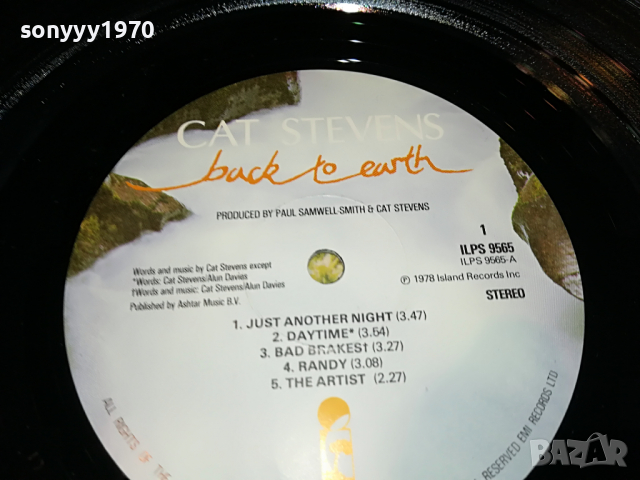 sonyyy1970
CAT STEVENS
back to earth
PRODUCED BY PAUL SAMWELL-SMITH & CAT STEVENS
1
ILPS 9565
ILPS 9565-A
Words and music by Cat Stevens except
*Words: Cat Stevens/Alun Davies
†Words and music: Cat Stevens/Alun Davies
Published by Ashtar Music B.V.
℗ 1978 Island Records Inc
STEREO
1. JUST ANOTHER NIGHT (3.47)
2. DAYTIME* (3.54)
3. BAD BRAKES† (3.27)
4. RANDY (3.08)
5. THE ARTIST (2.27)
ALL RIGHTS OF THE
RESERVED EMI RECORDS LTD
BAZAR